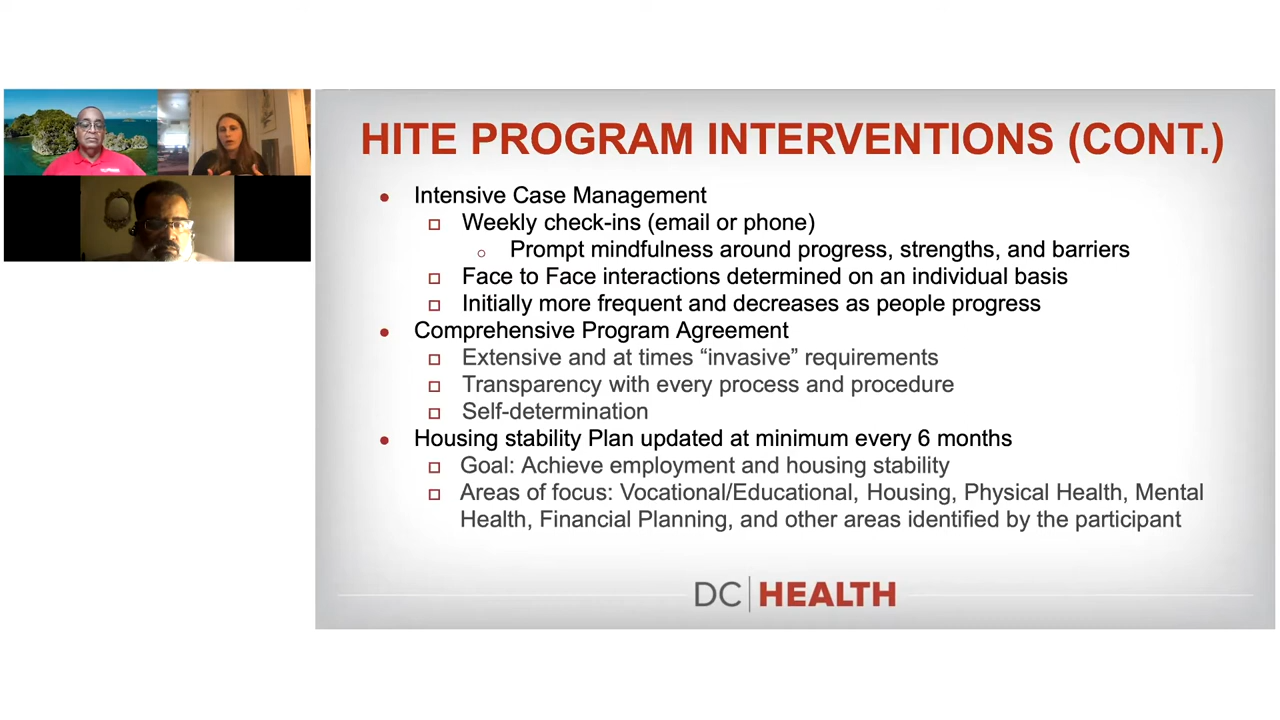 HITE PROGRAM INTERVENTIONS (CONT.)
Intensive Case Management
Weekly check-ins (email or phone)
Prompt mindfulness around progress, strengths, and barriers
Face to Face interactions determined on an individual basis
Initially more frequent and decreases as people progress
Comprehensive Program Agreement
Extensive and at times “invasive” requirements
Transparency with every process and procedure
Self-determination
Housing stability Plan updated at minimum every 6 months
Goal: Achieve employment and housing stability
Areas of focus: Vocational/Educational, Housing, Physical Health, Mental
Health, Financial Planning, and other areas identified by the participant
DC HEALTH